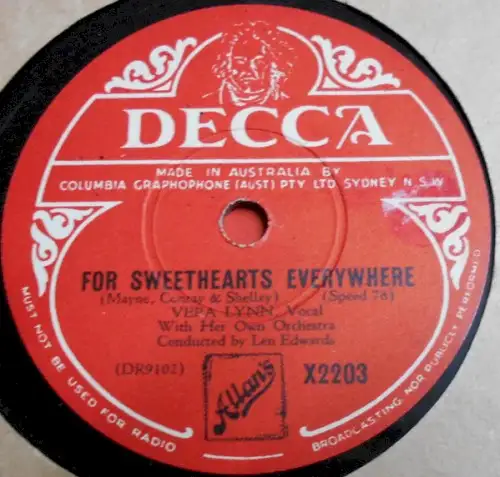 DECCA
MADE IN AUSTRALIA BY
COLUMBIA GRAPHOPHONE (AUST) PTY LTD SYDNEY N.S.W
FOR SWEETHEARTS EVERYWHERE
(Mayne, Conray & Shelley) (Speed 78)
VERA LYNN, Vocal
With Her Own Orchestra
Conducted by Len Edwards
(DR9102)
Allan's
X2203
MUST NOT BE USED FOR RADIO BROADCASTING NOR PUBLICLY PERFORMED